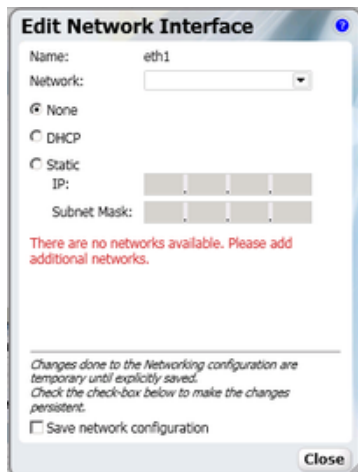 Edit Network Interface
Name: eth1
Network:
None
DHCP
Static
IP: . . .
Subnet Mask: . . .
There are no networks available. Please add
additional networks.
Changes done to the Networking configuration are
temporary until explicitly saved.
Check the check-box below to make the changes
persistent.
Save network configuration
Close